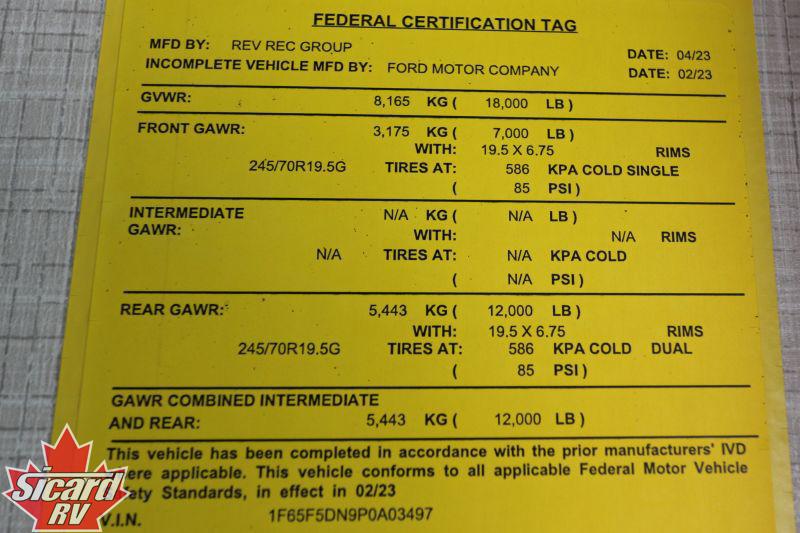 FEDERAL CERTIFICATION TAG
MFD BY: REV REC GROUP DATE: 04/23
INCOMPLETE VEHICLE MFD BY: FORD MOTOR COMPANY DATE: 02/23
GVWR: 8,165 KG ( 18,000 LB )
FRONT GAWR: 3,175 KG ( 7,000 LB )
WITH: 19.5 X 6.75 RIMS
245/70R19.5G TIRES AT: 586 KPA COLD SINGLE
( 85 PSI )
INTERMEDIATE N/A KG ( N/A LB )
GAWR: WITH: N/A RIMS
N/A TIRES AT: N/A KPA COLD
( N/A PSI )
REAR GAWR: 5,443 KG ( 12,000 LB )
WITH: 19.5 X 6.75 RIMS
245/70R19.5G TIRES AT: 586 KPA COLD DUAL
( 85 PSI )
GAWR COMBINED INTERMEDIATE
AND REAR: 5,443 KG ( 12,000 LB )
This vehicle has been completed in accordance with the prior manufacturers' IVD
applicable. This vehicle conforms to all applicable Federal Motor Vehicle
Standards, in effect in 02/23
V.I.N. 1F65F5DN9P0A03497
Sicard
RV